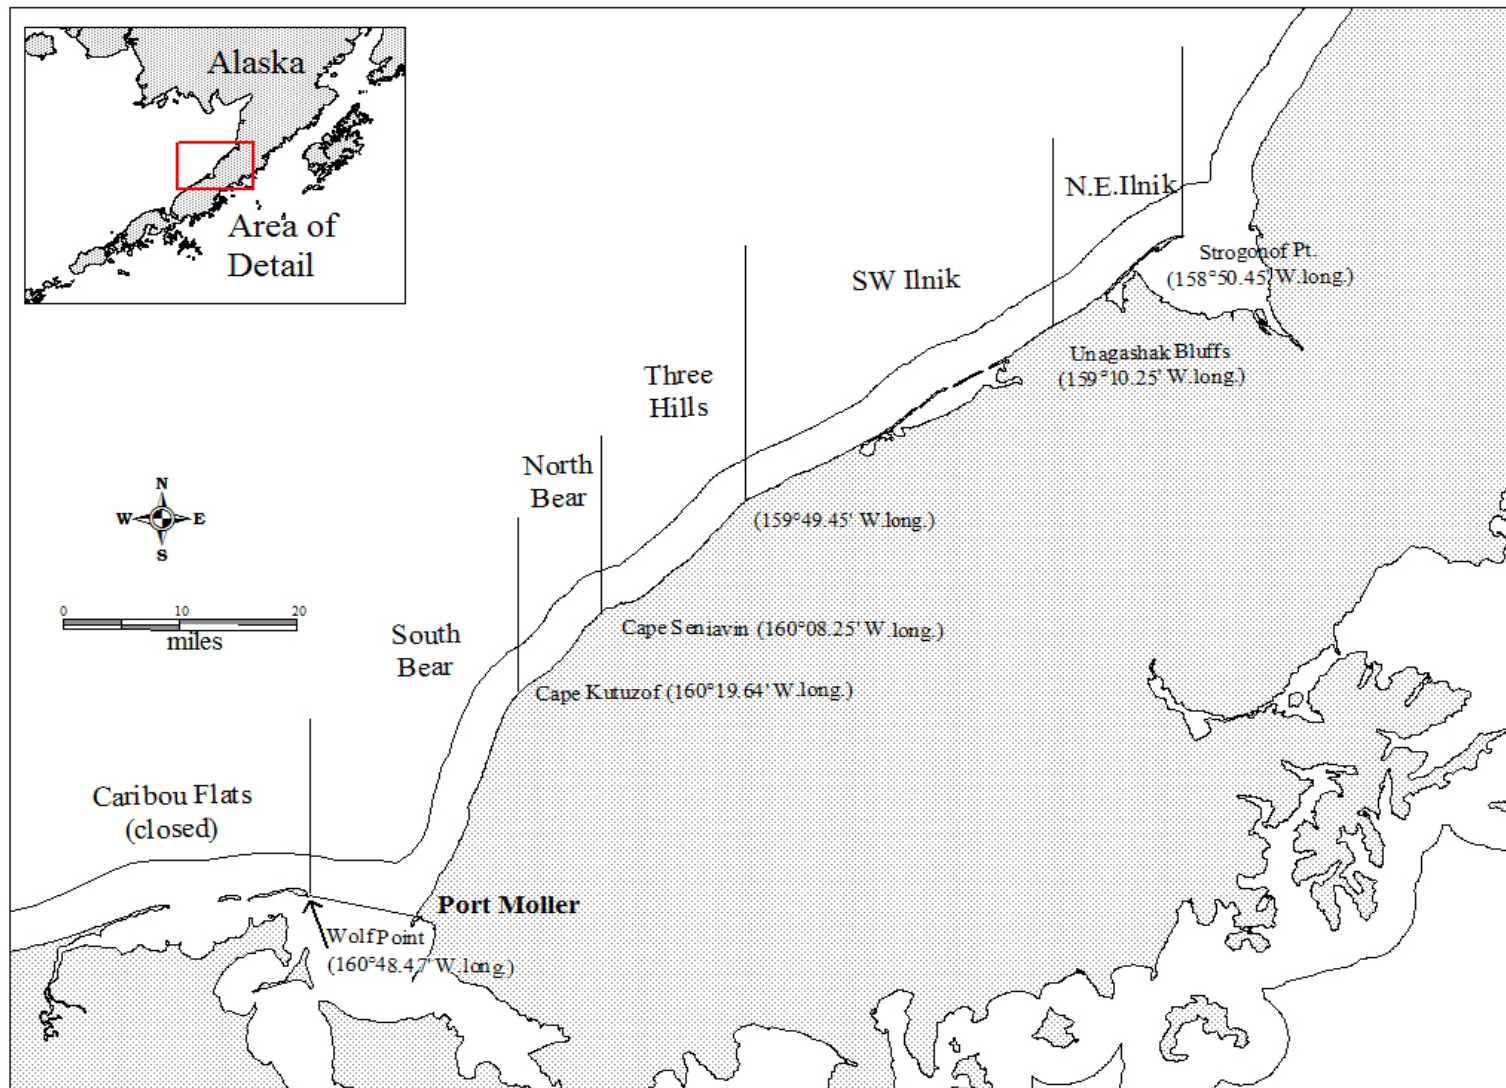 Alaska
Area of
Detail
N.E.Ilnik
Strogonof Pt.
(158°50.45' W.long.)
SW Ilnik
Unagashak Bluffs
(159°10.25' W.long.)
Three
Hills
North
Bear
(159°49.45' W.long.)
N
W E
S
0 10 20
miles
South
Bear
Cape Seniavin (160°08.25' W.long.)
Cape Kutuzof (160°19.64' W.long.)
Caribou Flats
(closed)
Port Moller
Wolf Point
(160°48.47' W.long.)